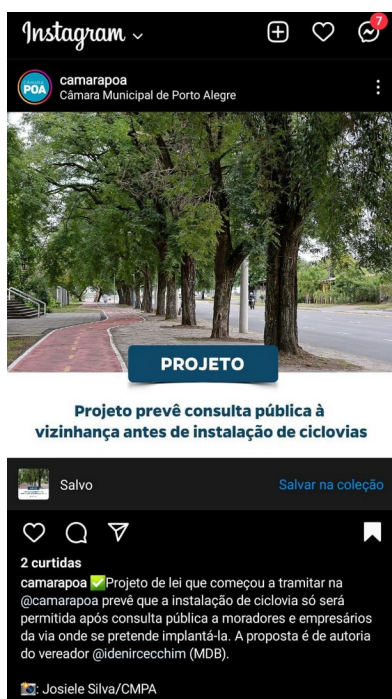 Instagram
7
CÂMARA
POA
camarapoa
Câmara Municipal de Porto Alegre
PROJETO
Projeto prevê consulta pública à
vizinhança antes de instalação de ciclovias
Salvo
Salvar na coleção
2 curtidas
camarapoa ✅Projeto de lei que começou a tramitar na
@camarapoa prevê que a instalação de ciclovia só será
permitida após consulta pública a moradores e empresários
da via onde se pretende implantá-la. A proposta é de autoria
do vereador @idenircecchim (MDB).
📸: Josiele Silva/CMPA